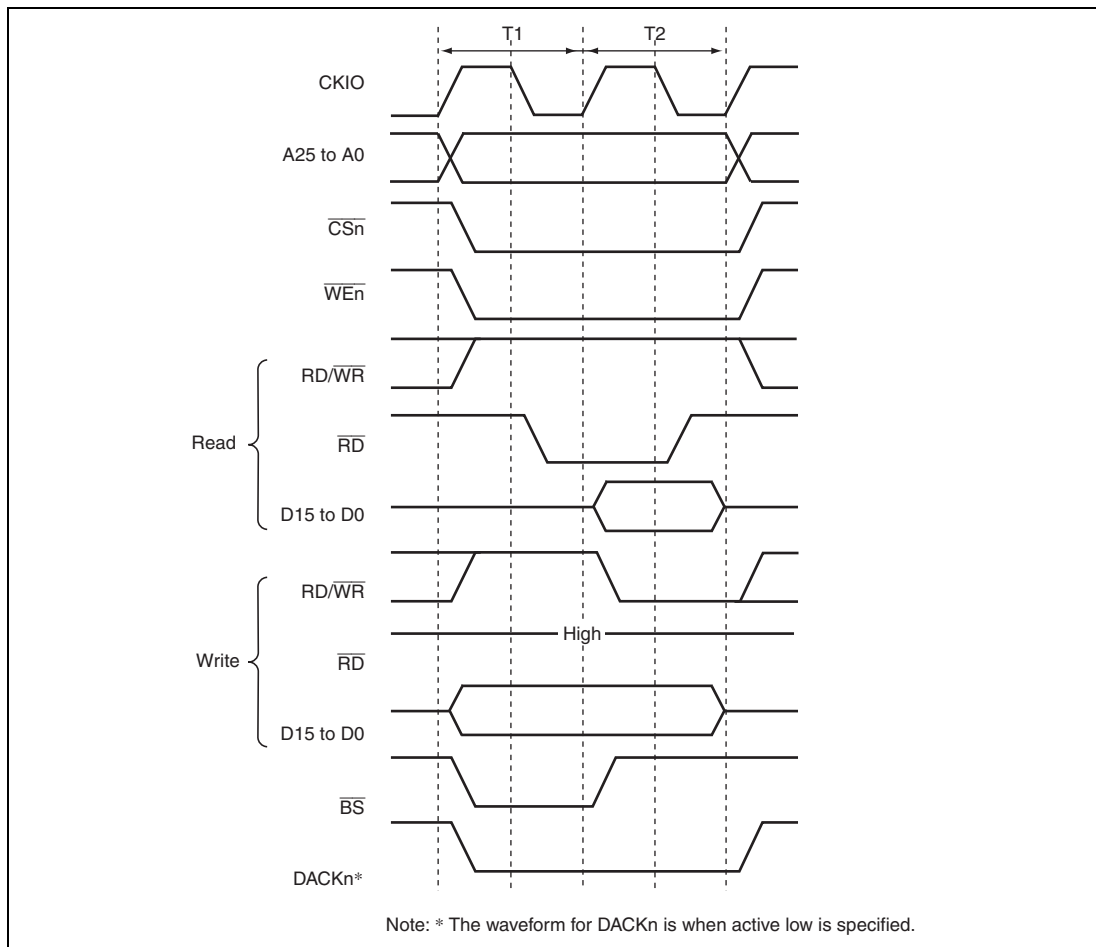 T1 T2
CKIO
A25 to A0
CSn
WEn
RD/WR
Read
RD
D15 to D0
RD/WR
High
Write
RD
D15 to D0
BS
DACKn*
Note: * The waveform for DACKn is when active low is specified.